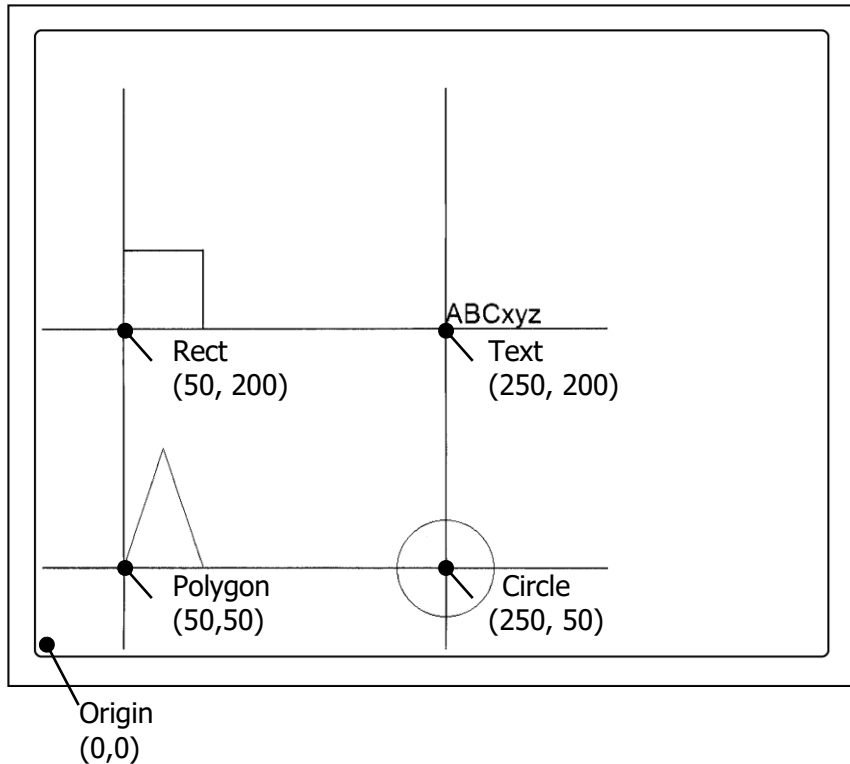 ABCxyz
Rect
(50, 200)
Text
(250, 200)
Polygon
(50,50)
Circle
(250, 50)
Origin
(0,0)